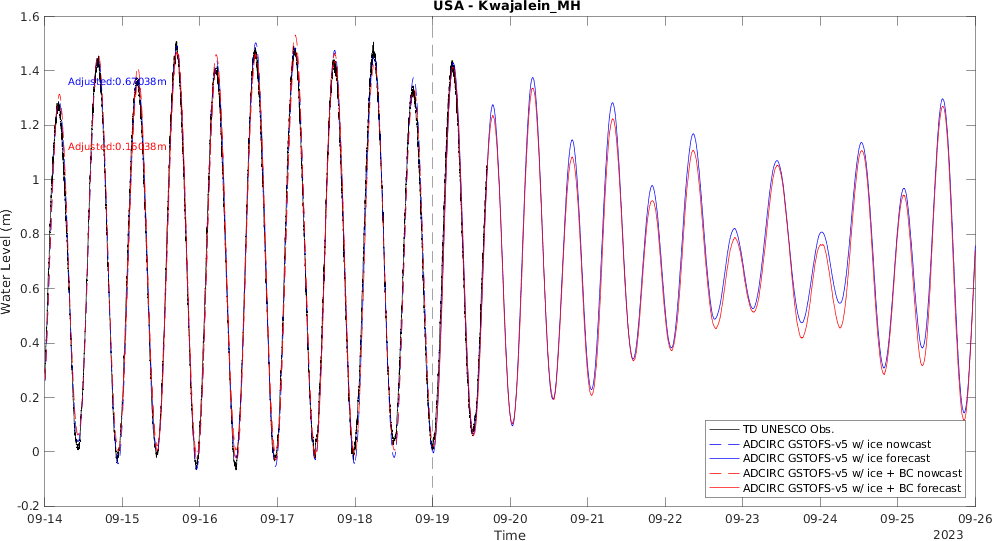 USA - Kwajalein_MH
1.6
1.4
1.2
1
0.8
0.6
0.4
0.2
0
-0.2
Water Level (m)
Adjusted:0.67038m
Adjusted:0.16038m
TD UNESCO Obs.
ADCIRC GSTOFS-v5 w/ ice nowcast
ADCIRC GSTOFS-v5 w/ ice forecast
ADCIRC GSTOFS-v5 w/ ice + BC nowcast
ADCIRC GSTOFS-v5 w/ ice + BC forecast
09-14 09-15 09-16 09-17 09-18 09-19 09-20 09-21 09-22 09-23 09-24 09-25 09-26
Time
2023